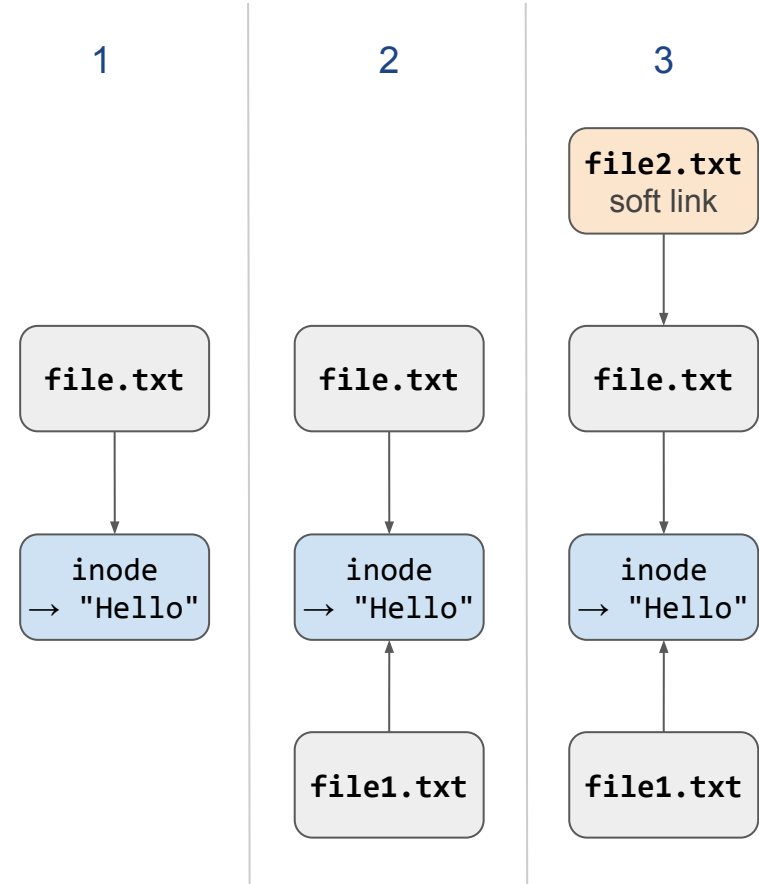 1
2
3
file2.txt
soft link
file.txt
file.txt
file.txt
inode
→ "Hello"
inode
→ "Hello"
inode
→ "Hello"
file1.txt
file1.txt